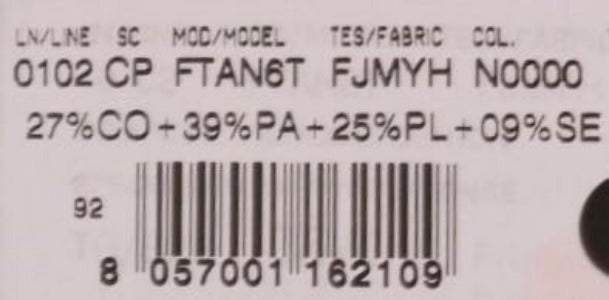 LN/LINE SC MOD/MODEL TES/FABRIC COL.
0102 CP FTAN6T FJMYH N0000
27%CO+39%PA+25%PL+09%SE
92
8 057001 162109